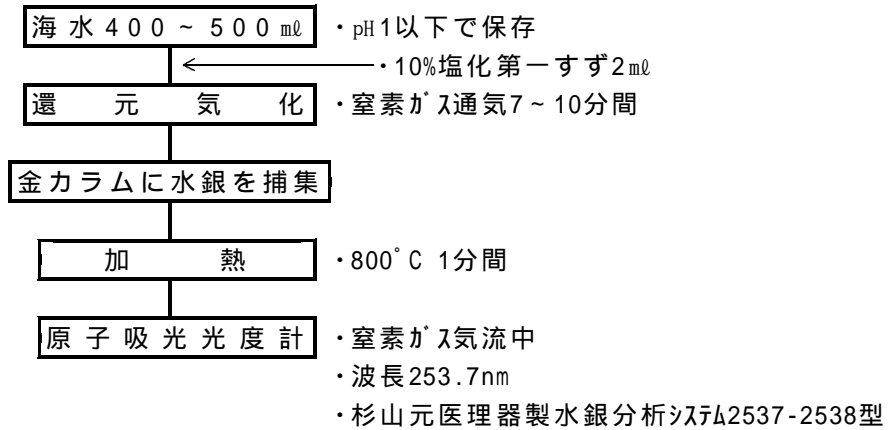 海水400～500㎖ ・pH1以下で保存
・10%塩化第一すず2㎖
還元気化 ・窒素ｶﾞｽ通気7～10分間
金カラムに水銀を捕集
加熱 ・800ﾟC 1分間
原子吸光光度計 ・窒素ｶﾞｽ気流中
・波長253.7nm
・杉山元医理器製水銀分析ｼｽﾃﾑ2537-2538型